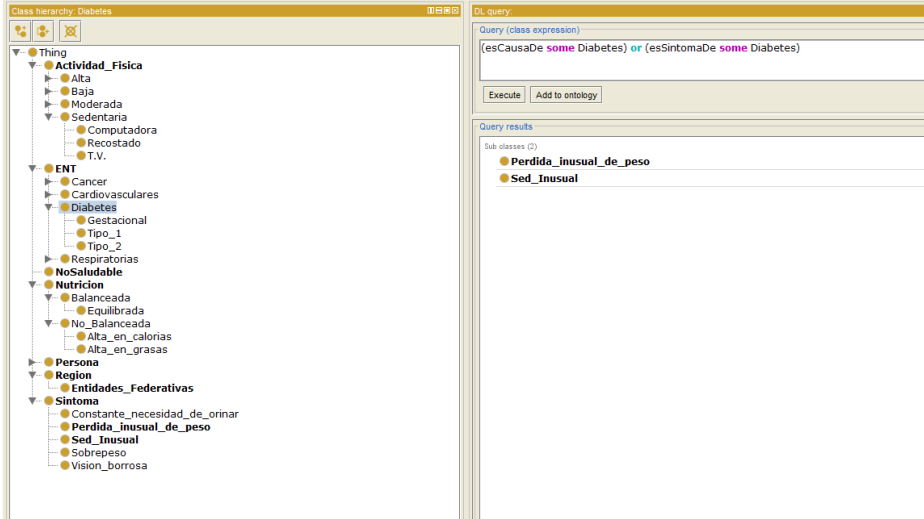 Class hierarchy: Diabetes
Thing
Actividad_Fisica
Alta
Baja
Moderada
Sedentaria
Computadora
Recostado
T.V.
ENT
Cancer
Cardiovasculares
Diabetes
Gestacional
Tipo_1
Tipo_2
Respiratorias
NoSaludable
Nutricion
Balanceada
Equilibrada
No_Balanceada
Alta_en_calorias
Alta_en_grasas
Persona
Region
Entidades_Federativas
Sintoma
Constante_necesidad_de_orinar
Perdida_inusual_de_peso
Sed_Inusual
Sobrepeso
Vision_borrosa
DL query:
Query (class expression)
(esCausaDe some Diabetes) or (esSintomaDe some Diabetes)
Execute Add to ontology
Query results
Sub classes (2)
Perdida_inusual_de_peso
Sed_Inusual